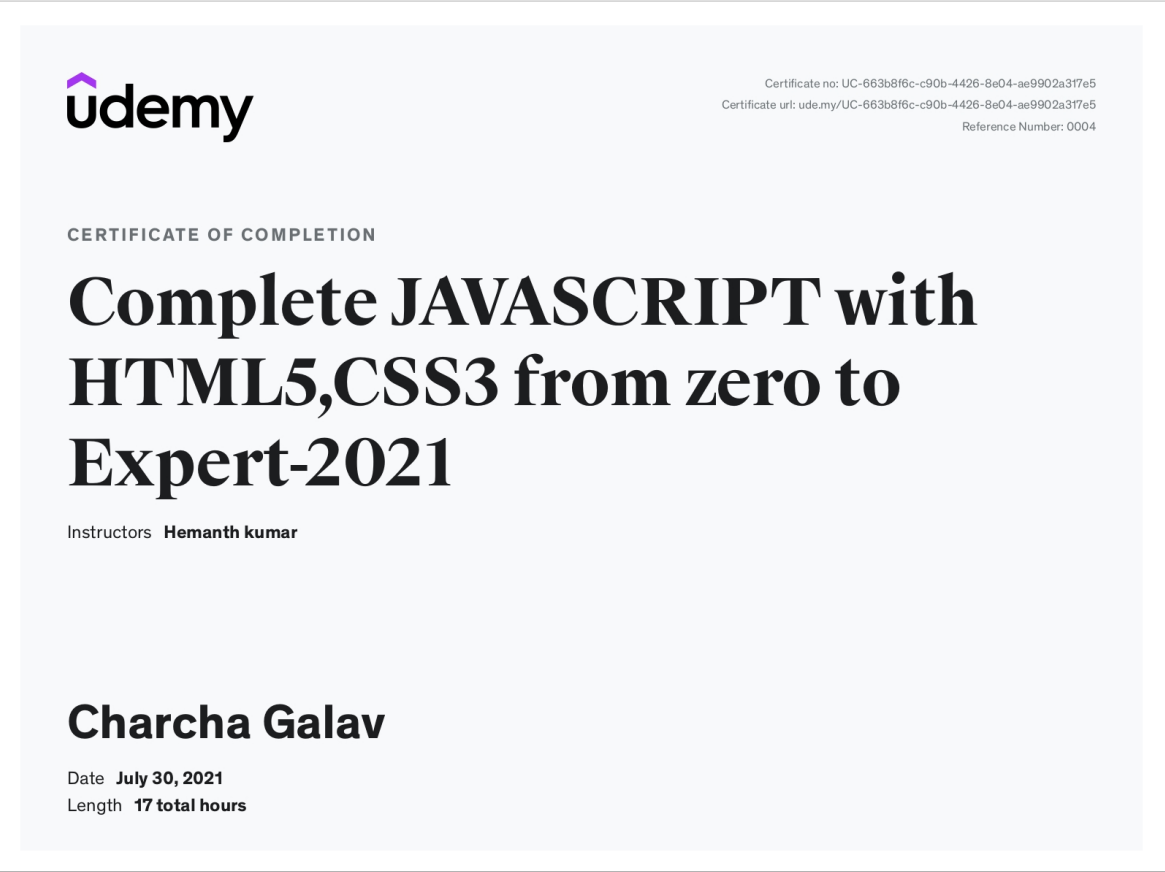 udemy
Certificate no: UC-663b8f6c-c90b-4426-8e04-ae9902a317e5
Certificate url: ude.my/UC-663b8f6c-c90b-4426-8e04-ae9902a317e5
Reference Number: 0004
CERTIFICATE OF COMPLETION
Complete JAVASCRIPT with
HTML5,CSS3 from zero to
Expert-2021
Instructors Hemanth kumar
Charcha Galav
Date July 30, 2021
Length 17 total hours